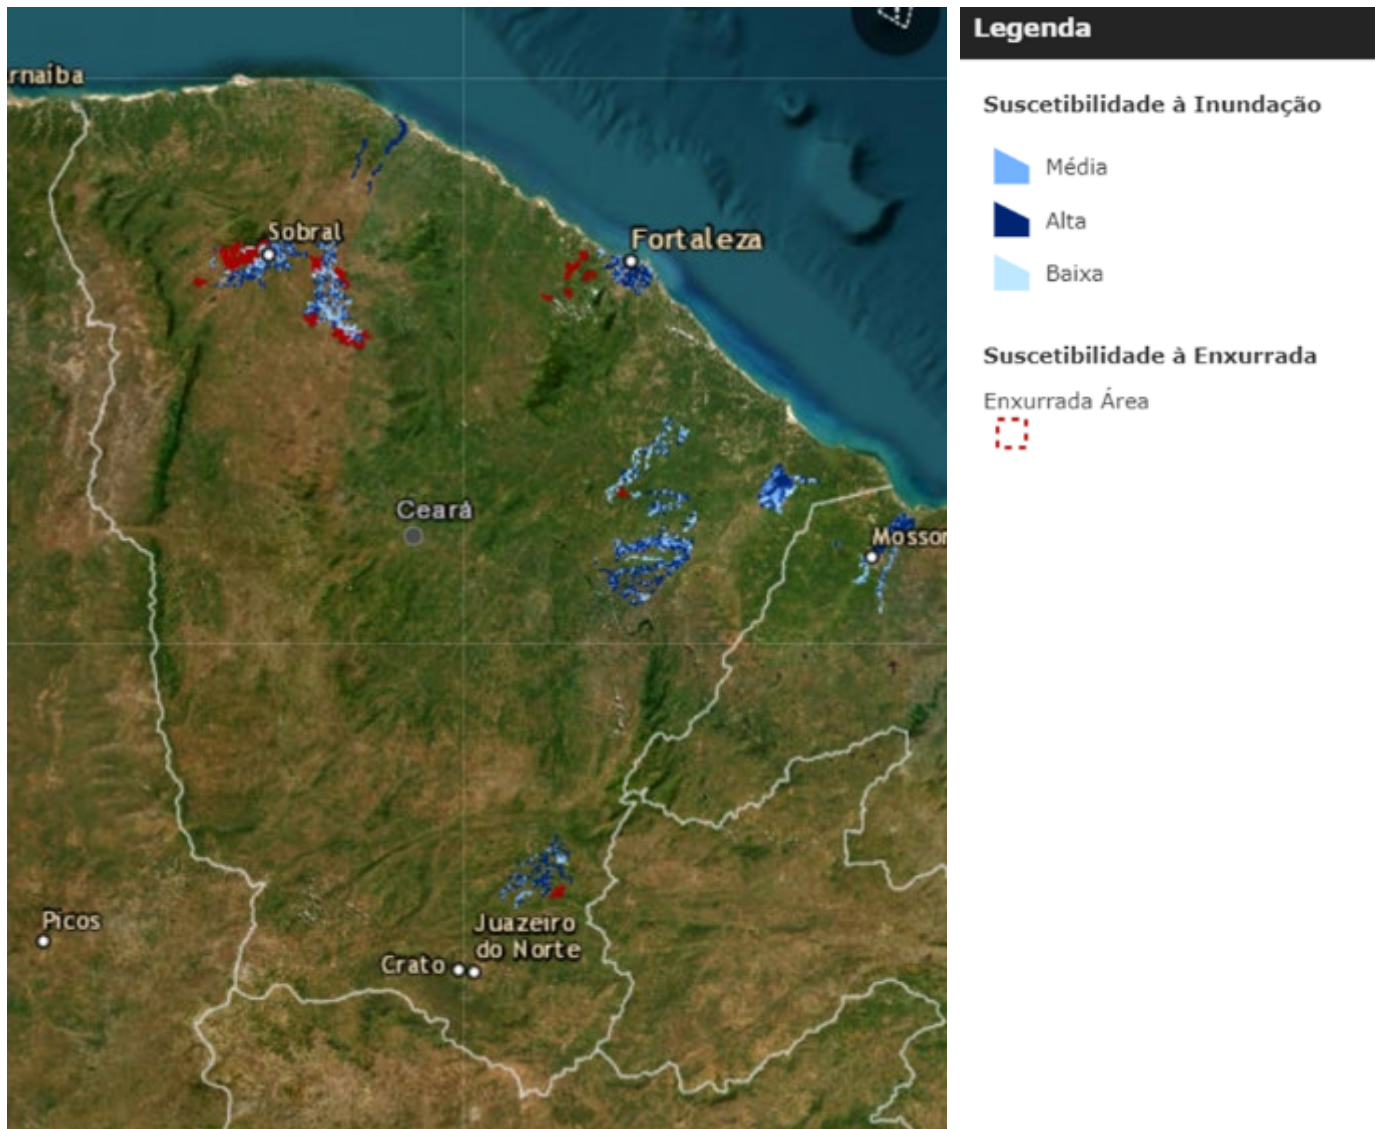 rnaíba
Sobral
Fortaleza
Ceará
Mossor
Picos
Juazeiro
do Norte
Crato
Legenda
Suscetibilidade à Inundação
Média
Alta
Baixa
Suscetibilidade à Enxurrada
Enxurrada Área